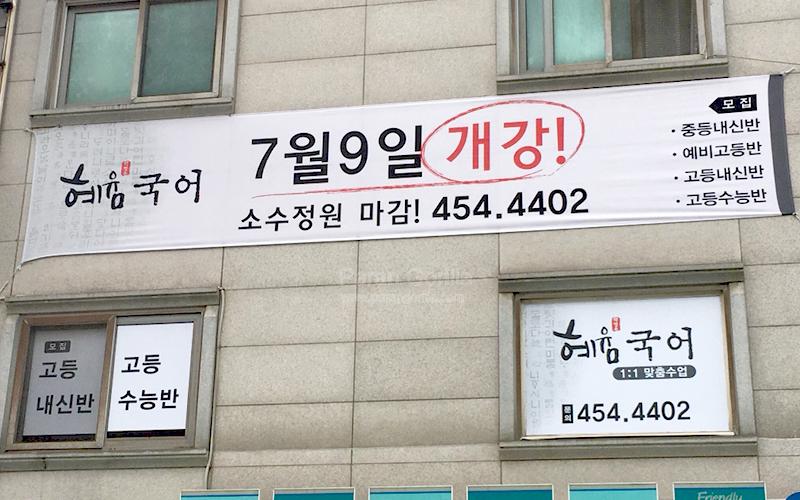 혜윰국어
7월9일 개강!
소수정원 마감! 454.4402
모집
· 중등내신반
· 예비고등반
· 고등내신반
· 고등수능반
모집
고등
내신반
고등
수능반
혜윰국어
1:1 맞춤수업
문의 454.4402
Friendly